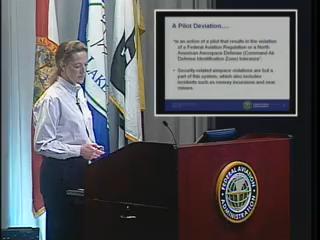 A Pilot Deviation....
"is an action of a pilot that results in the violation
of a Federal Aviation Regulation or a North
American Aerospace Defense (Command Air
Defense Identification Zone) tolerance".
- Security-related airspace violations are but a
part of this system, which also includes
incidents such as runway incursions and near
misses.
LAKE
FEDERAL AVIATION
ADMINISTRATION